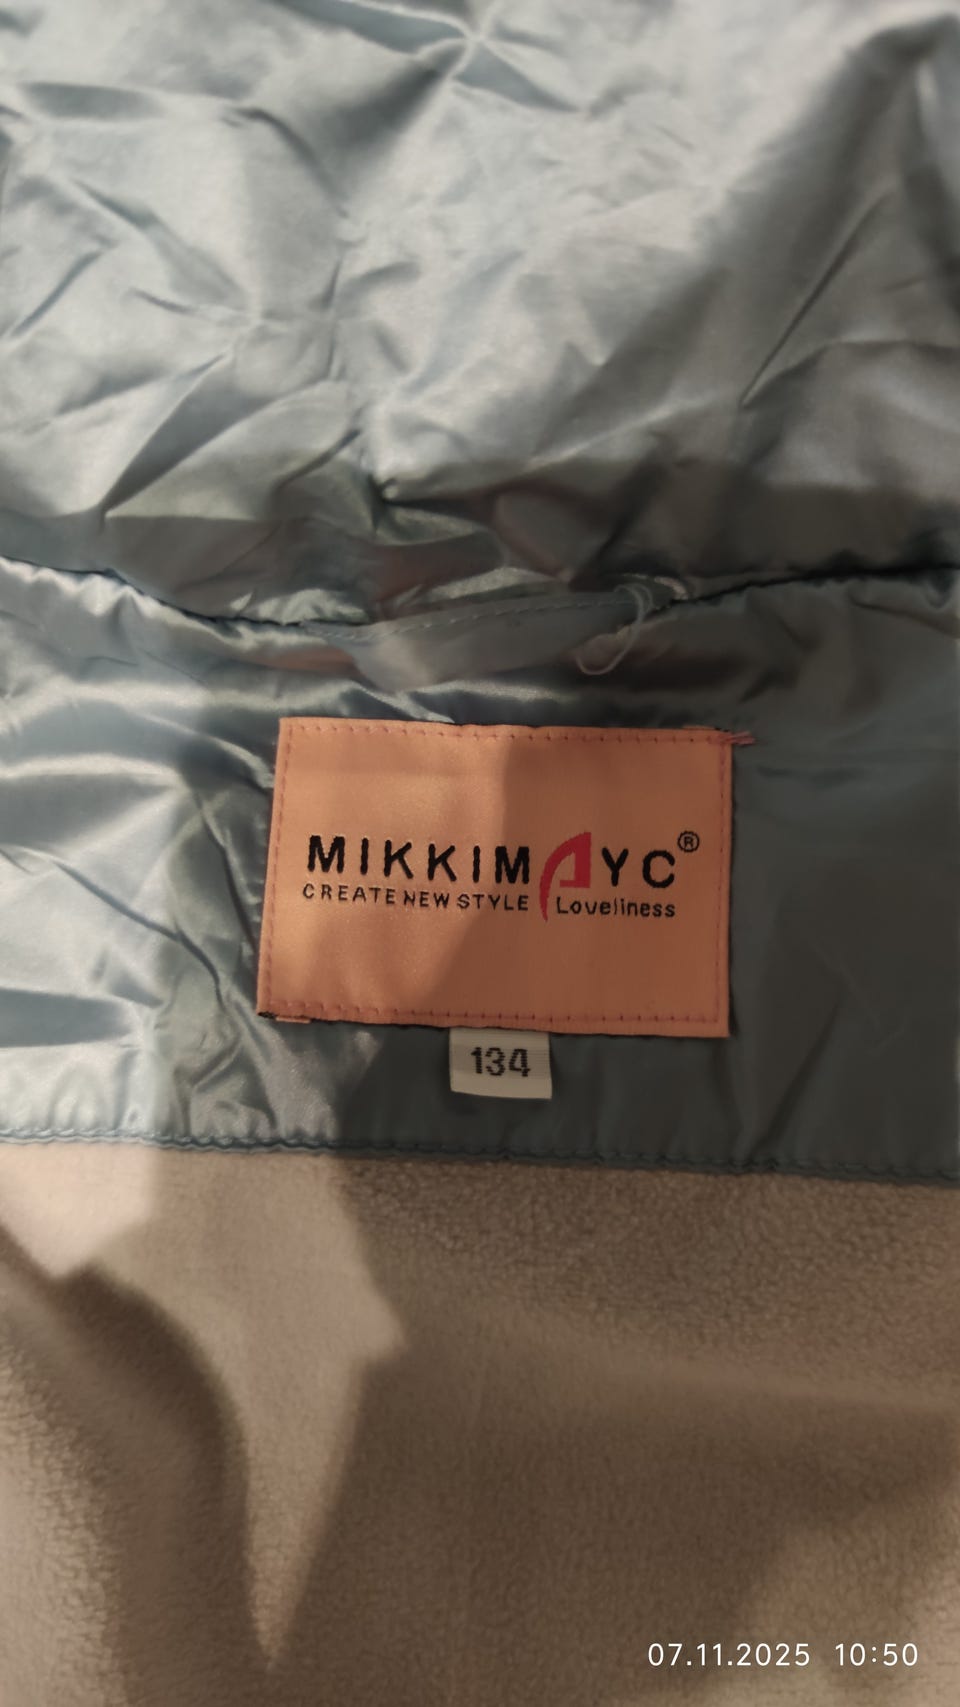 MIKKIMAYC®
CREATE NEW STYLE Loveliness
134
07.11.2025 10:50